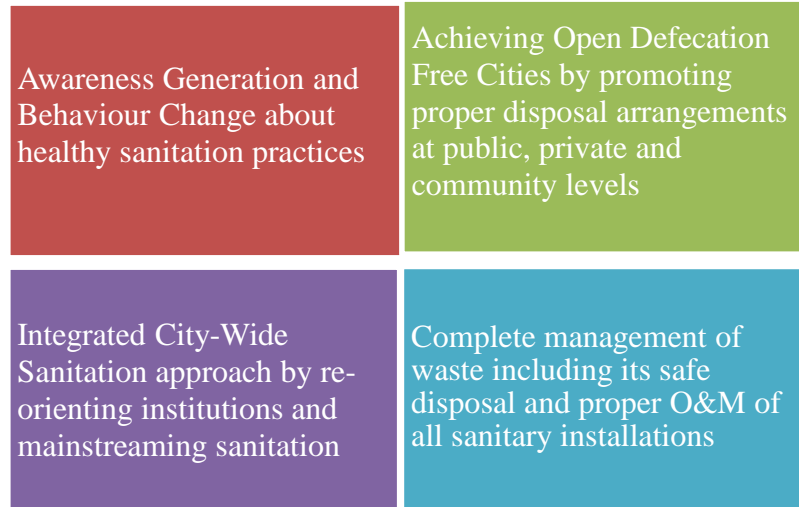 Awareness Generation and
Behaviour Change about
healthy sanitation practices
Achieving Open Defecation
Free Cities by promoting
proper disposal arrangements
at public, private and
community levels
Integrated City-Wide
Sanitation approach by re-
orienting institutions and
mainstreaming sanitation
Complete management of
waste including its safe
disposal and proper O&M of
all sanitary installations